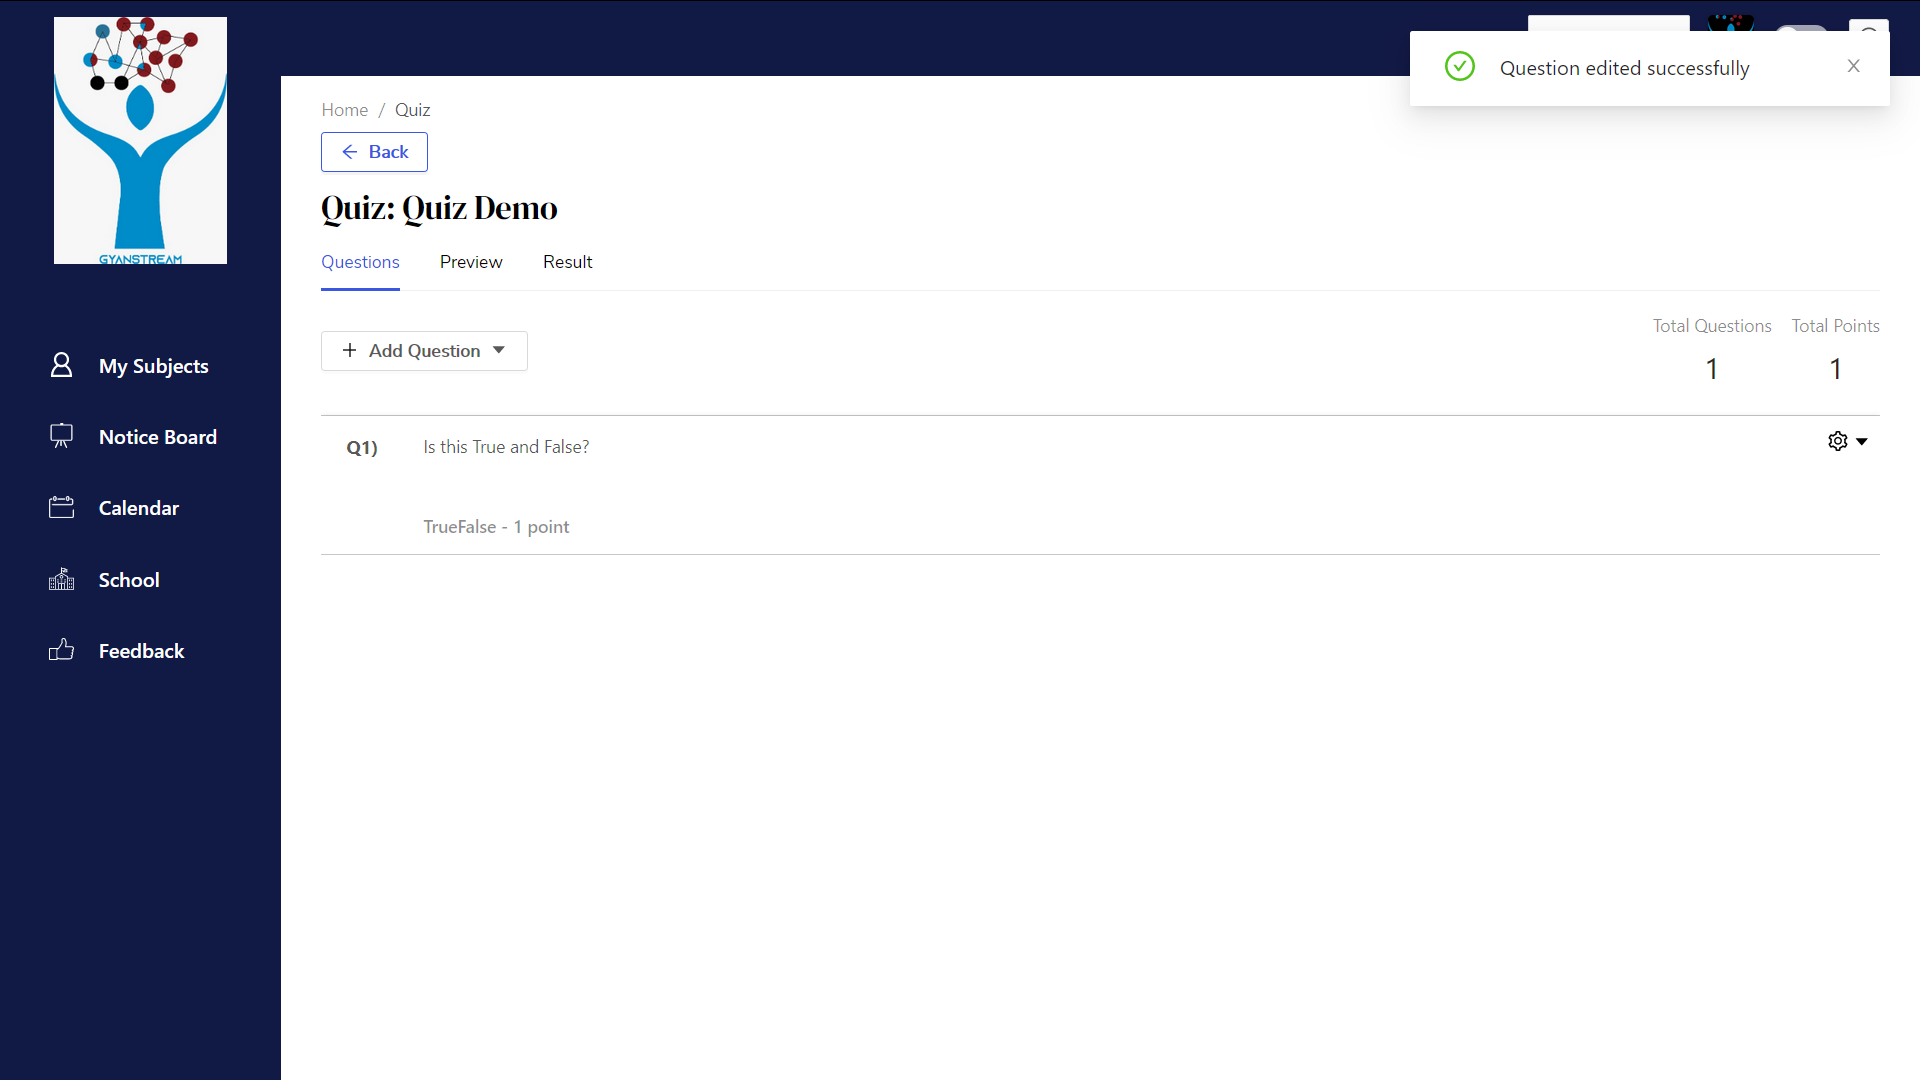 GYANSTREAM
My Subjects
Notice Board
Calendar
School
Feedback
Question edited successfully
Home / Quiz
Back
Quiz: Quiz Demo
Questions Preview Result
Add Question
Total Questions Total Points
1 1
Q1) Is this True and False?
TrueFalse - 1 point